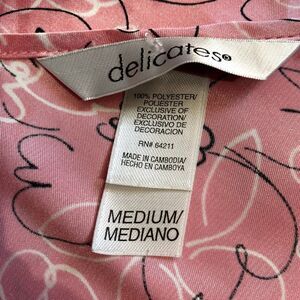 delicates®
100% POLYESTER/
POLIÉSTER
EXCLUSIVE OF
DECORATION/
EXCLUSIVO DE
DECORACION
RN# 64211
MADE IN CAMBODIA/
HECHO EN CAMBOYA
MEDIUM/
MEDIANO